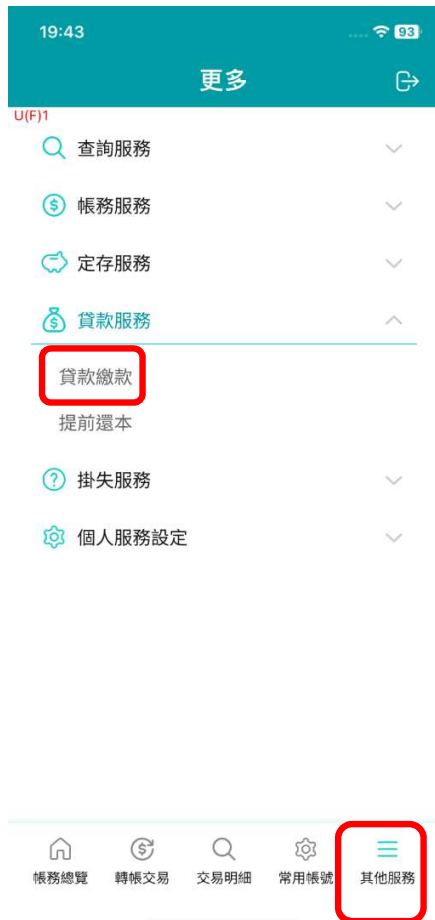 19:43
93
更多
U(F)1
查詢服務
帳務服務
定存服務
貸款服務
貸款繳款
提前還本
掛失服務
個人服務設定
帳務總覽 轉帳交易 交易明細 常用帳號 其他服務